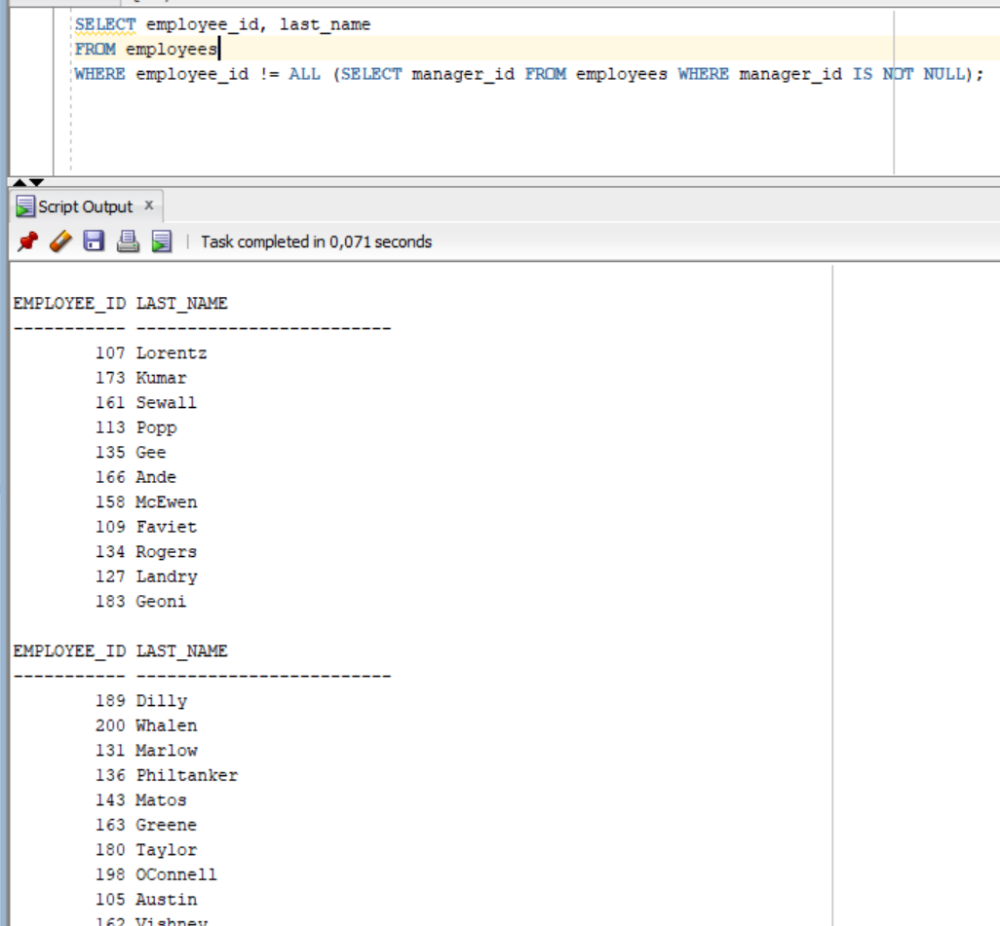 SELECT employee_id, last_name
FROM employees
WHERE employee_id != ALL (SELECT manager_id FROM employees WHERE manager_id IS NOT NULL);
Script Output x
Task completed in 0,071 seconds
EMPLOYEE_ID LAST_NAME
----------- -------------------------
107 Lorentz
173 Kumar
161 Sewall
113 Popp
135 Gee
166 Ande
158 McEwen
109 Faviet
134 Rogers
127 Landry
183 Geoni
EMPLOYEE_ID LAST_NAME
----------- -------------------------
189 Dilly
200 Whalen
131 Marlow
136 Philtanker
143 Matos
163 Greene
180 Taylor
198 OConnell
105 Austin
162 Vishney